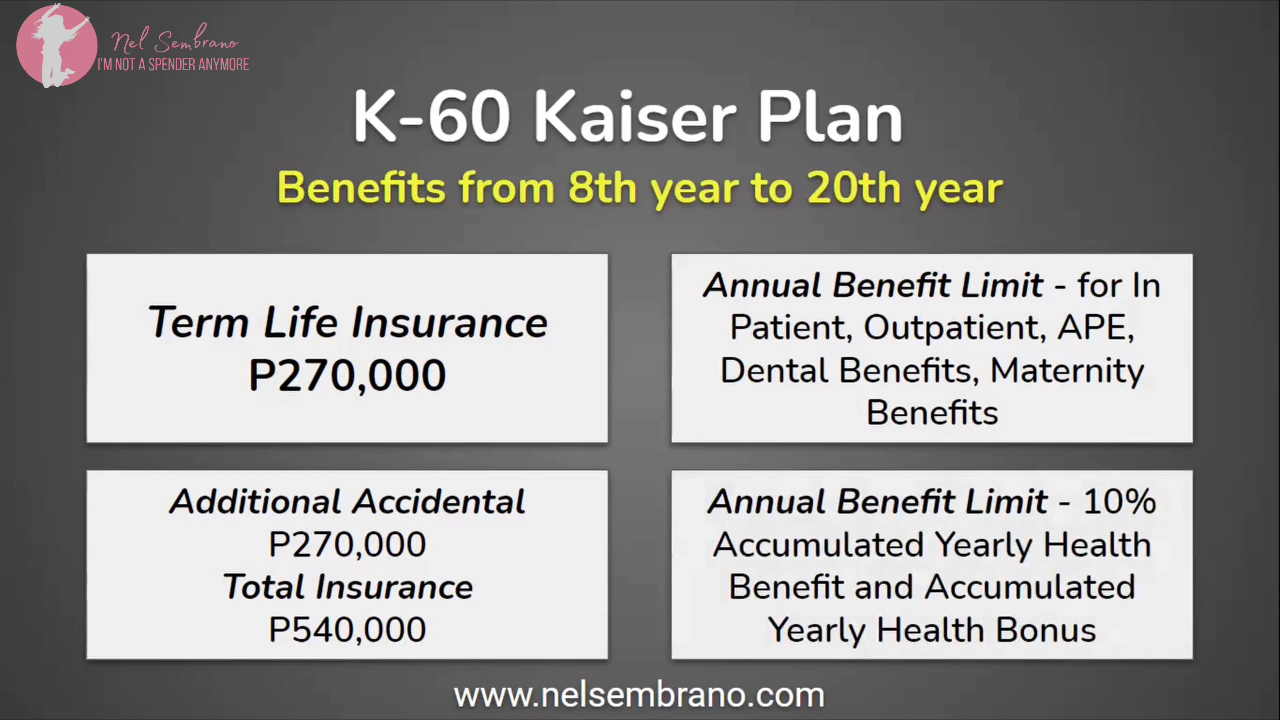 Nel Sembrano
I'M NOT A SPENDER ANYMORE
K-60 Kaiser Plan
Benefits from 8th year to 20th year
Term Life Insurance
P270,000
Annual Benefit Limit - for In
Patient, Outpatient, APE,
Dental Benefits, Maternity
Benefits
Additional Accidental
P270,000
Total Insurance
P540,000
Annual Benefit Limit - 10%
Accumulated Yearly Health
Benefit and Accumulated
Yearly Health Bonus
www.nelsembrano.com